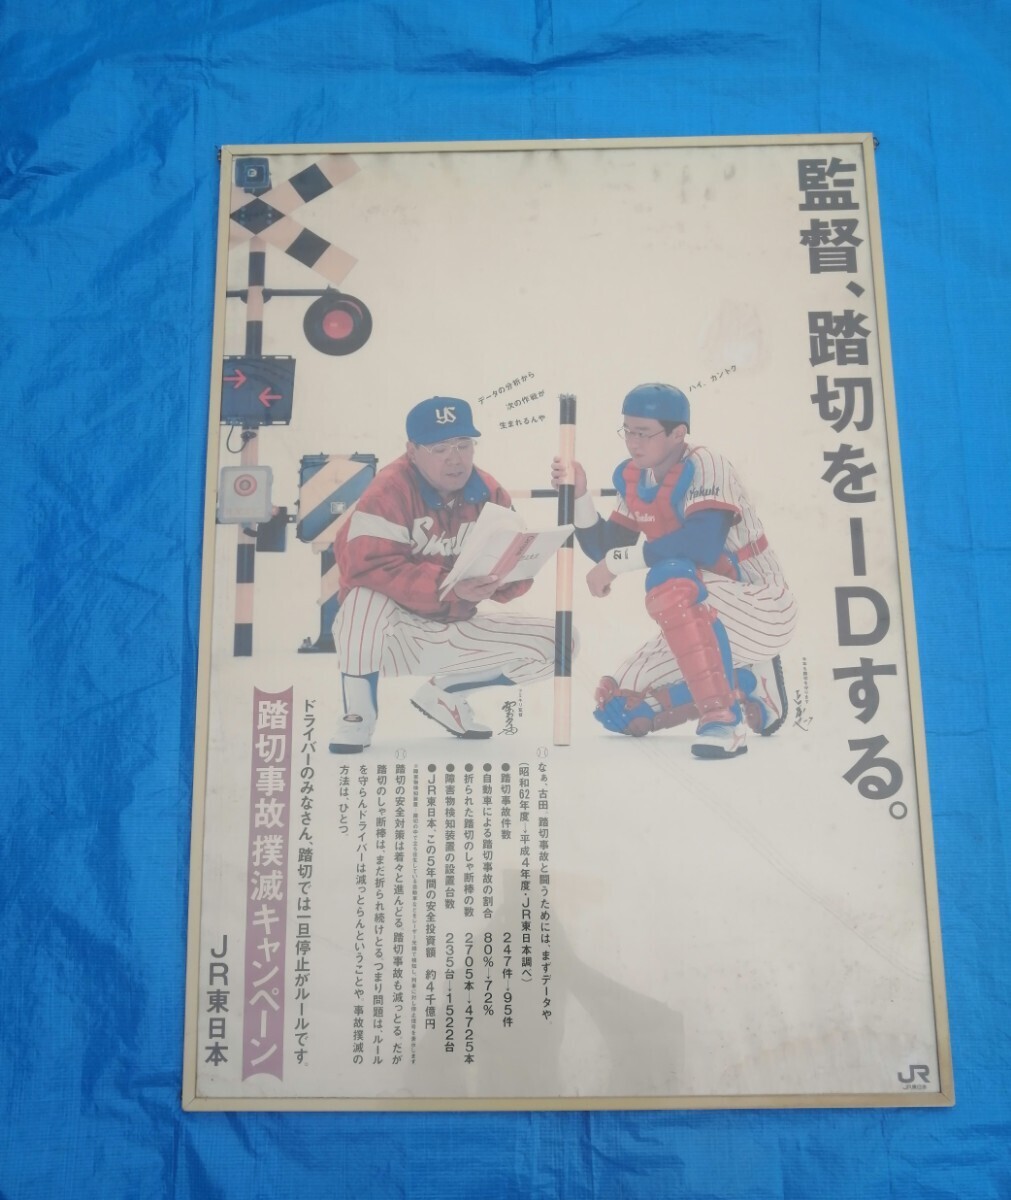 監督、踏切をIDする。
ハイ、カントク
データの分析から
次の作戦が
生まれるんや
YS
Swallows
Yakult
なぁ、古田。踏切事故と闘うためには、まずデータや。
(昭和62年度→平成4年度・JR東日本調べ)
●踏切事故件数 247件→95件
●自動車による踏切事故の割合 80%→72%
●折られた踏切のしゃ断棒の数 2705本→4725本
●障害物検知装置の設置台数 235台→1522台
●JR東日本、この5年間の安全投資額 約4千億円
踏切の安全対策は着々と進んどる。踏切事故も減っとる。だが
踏切のしゃ断棒は、まだ折られ続けとる。つまり問題は、ルール
を守らんドライバーは減っとらんということや。事故撲滅の
方法は、ひとつ。
ドライバーのみなさん、踏切では一旦停止がルールです。
踏切事故撲滅キャンペーン
JR東日本
JR
JR東日本